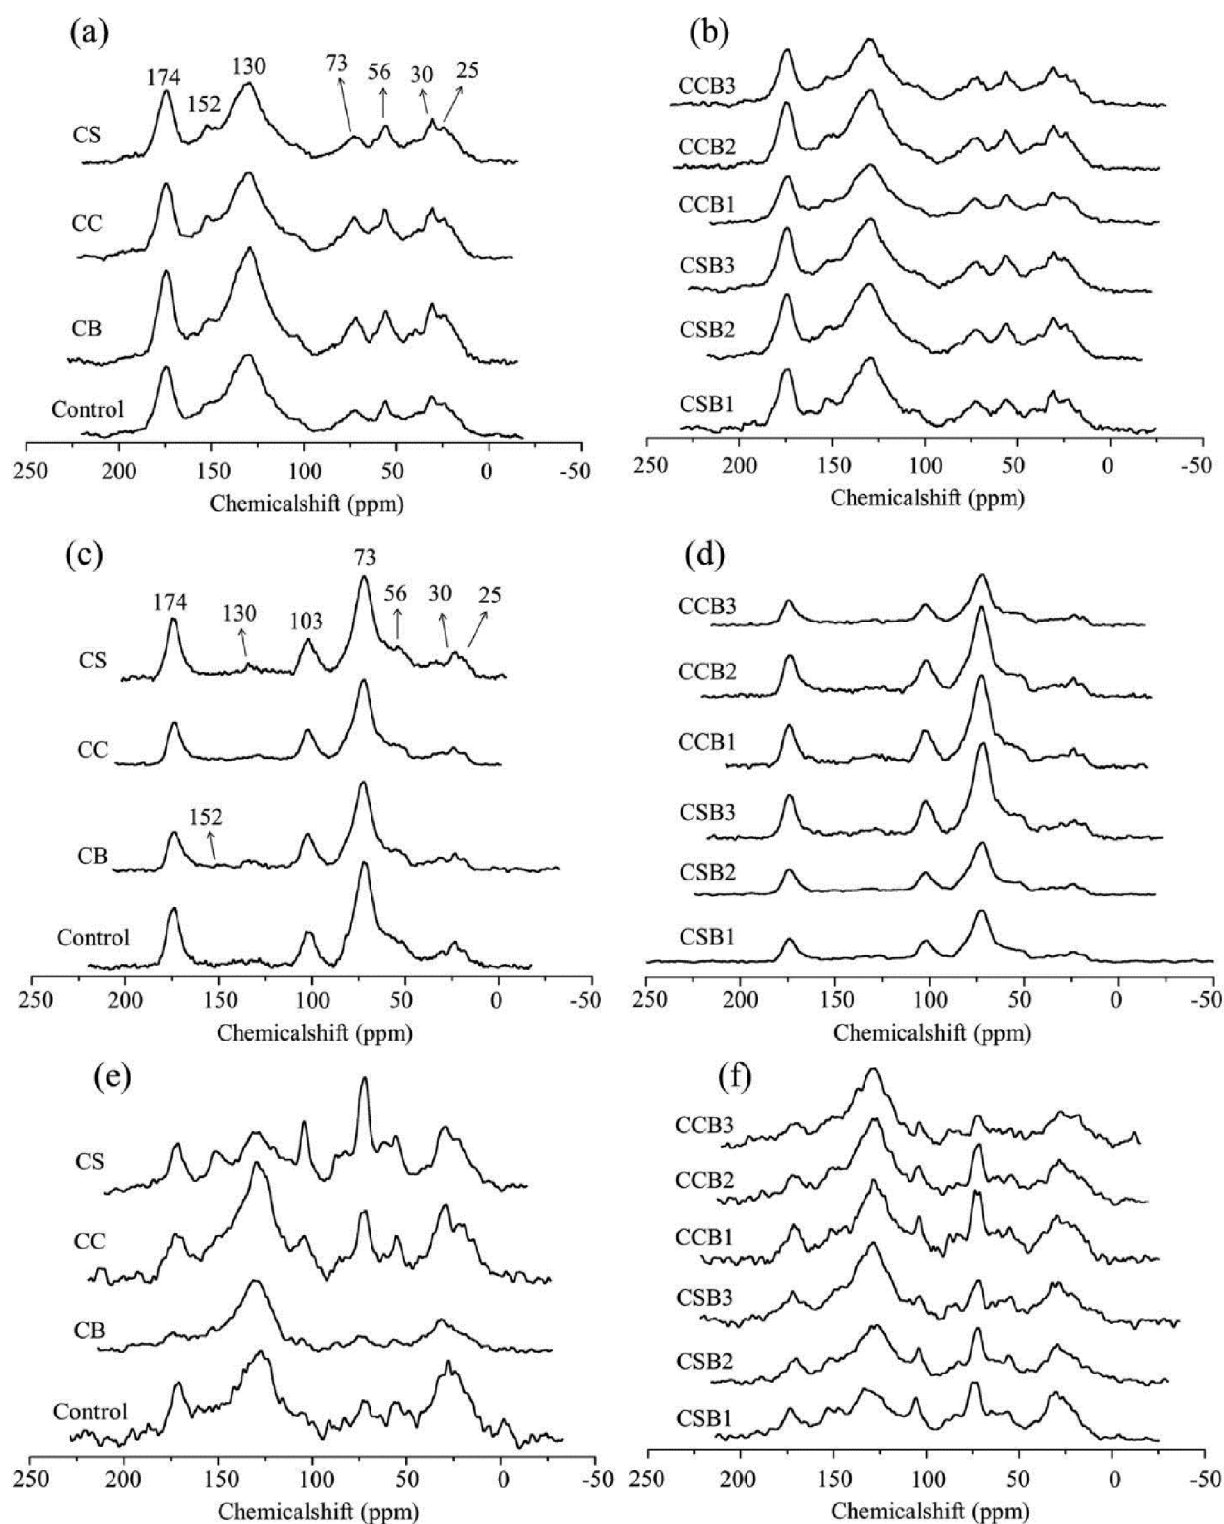 (a)
174
152
130
73
56
30
25
CS
CC
CB
Control
250 200 150 100 50 0 -50
Chemicalshift (ppm)
(b)
CCB3
CCB2
CCB1
CSB3
CSB2
CSB1
250 200 150 100 50 0 -50
Chemicalshift (ppm)
(c)
174
130
103
73
56
30
25
CS
CC
152
CB
Control
250 200 150 100 50 0 -50
Chemicalshift (ppm)
(d)
CCB3
CCB2
CCB1
CSB3
CSB2
CSB1
250 200 150 100 50 0 -50
Chemicalshift (ppm)
(e)
CS
CC
CB
Control
250 200 150 100 50 0 -50
Chemicalshift (ppm)
(f)
CCB3
CCB2
CCB1
CSB3
CSB2
CSB1
250 200 150 100 50 0 -50
Chemicalshift (ppm)